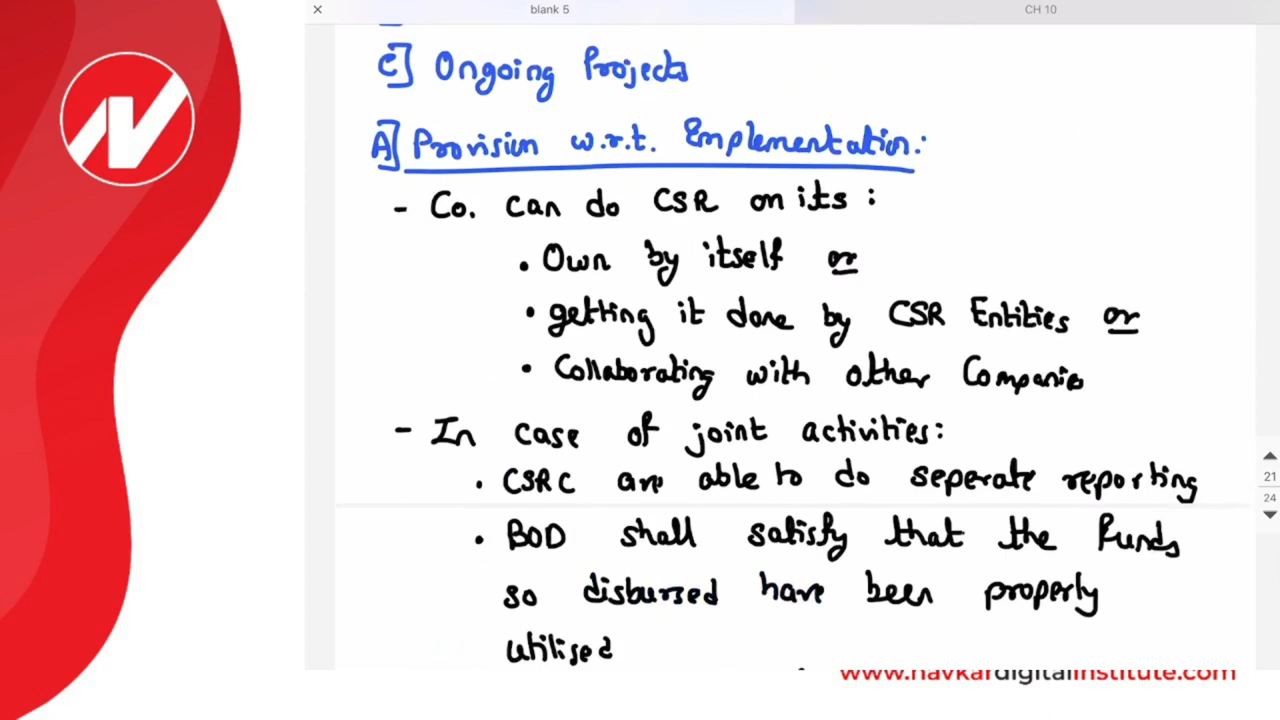 × blank 5 CH 10
C] Ongoing Projects
A] Provision w.r.t. Implementation:
- Co. can do CSR on its :
• Own by itself or
• getting it done by CSR Entities or
• Collaborating with other Companies
- In case of joint activities:
• CSRC are able to do seperate reporting
21
24
• BOD shall satisfy that the funds
so disbursed have been properly
utilised
www.navkardigitalinstitute.com